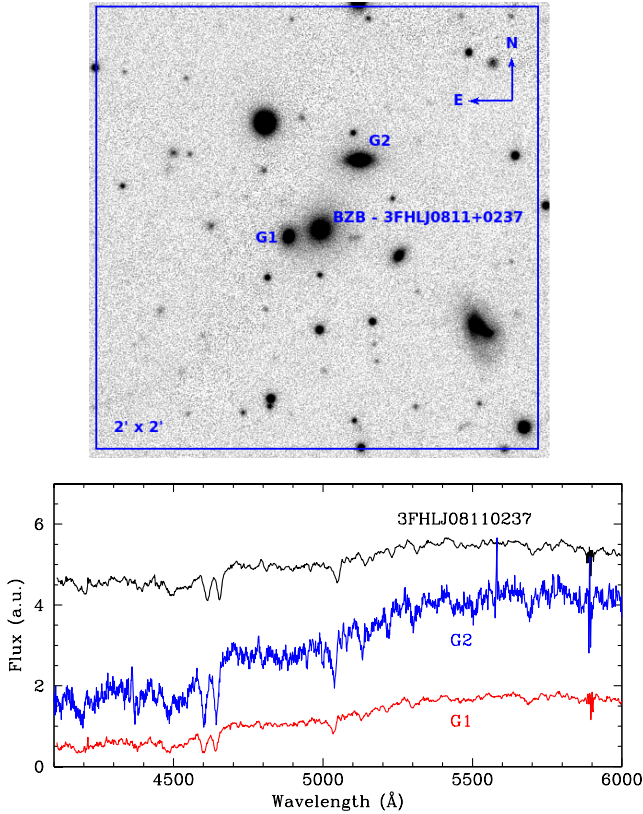 N
E
G2
BZB - 3FHLJ0811+0237
G1
2' x 2'
6
3FHLJ08110237
4
G2
2
G1
0
Flux (a.u.)
4500 5000 5500 6000
Wavelength (Å)